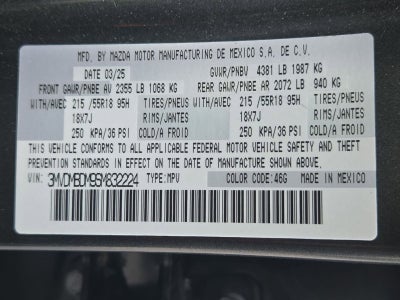 MFD. BY MAZDA MOTOR MANUFACTURING DE MEXICO S.A. DE C.V.
DATE 03/25 GVWR/PNBV 4381 LB 1987 KG
FRONT GAWR/PNBE AV 2355 LB 1068 KG REAR GAWR/PNBE AR 2072 LB 940 KG
WITH/AVEC 215 /55R18 95H TIRES/PNEUS WITH/AVEC 215 /55R18 95H TIRES/PNEUS
18X7J RIMS/JANTES 18X7J RIMS/JANTES
250 KPA/36 PSI COLD/A FROID 250 KPA/36 PSI COLD/A FROID
THIS VEHICLE CONFORMS TO ALL APPLICABLE FEDERAL MOTOR VEHICLE SAFETY, BUMPER, AND THEFT
PREVENTION STANDARDS IN EFFECT ON THE DATE OF MANUFACTURE SHOWN ABOVE.
3MVDMBDM9SM832224 TYPE:MPV COLOR CODE:46G MADE IN MEXICO